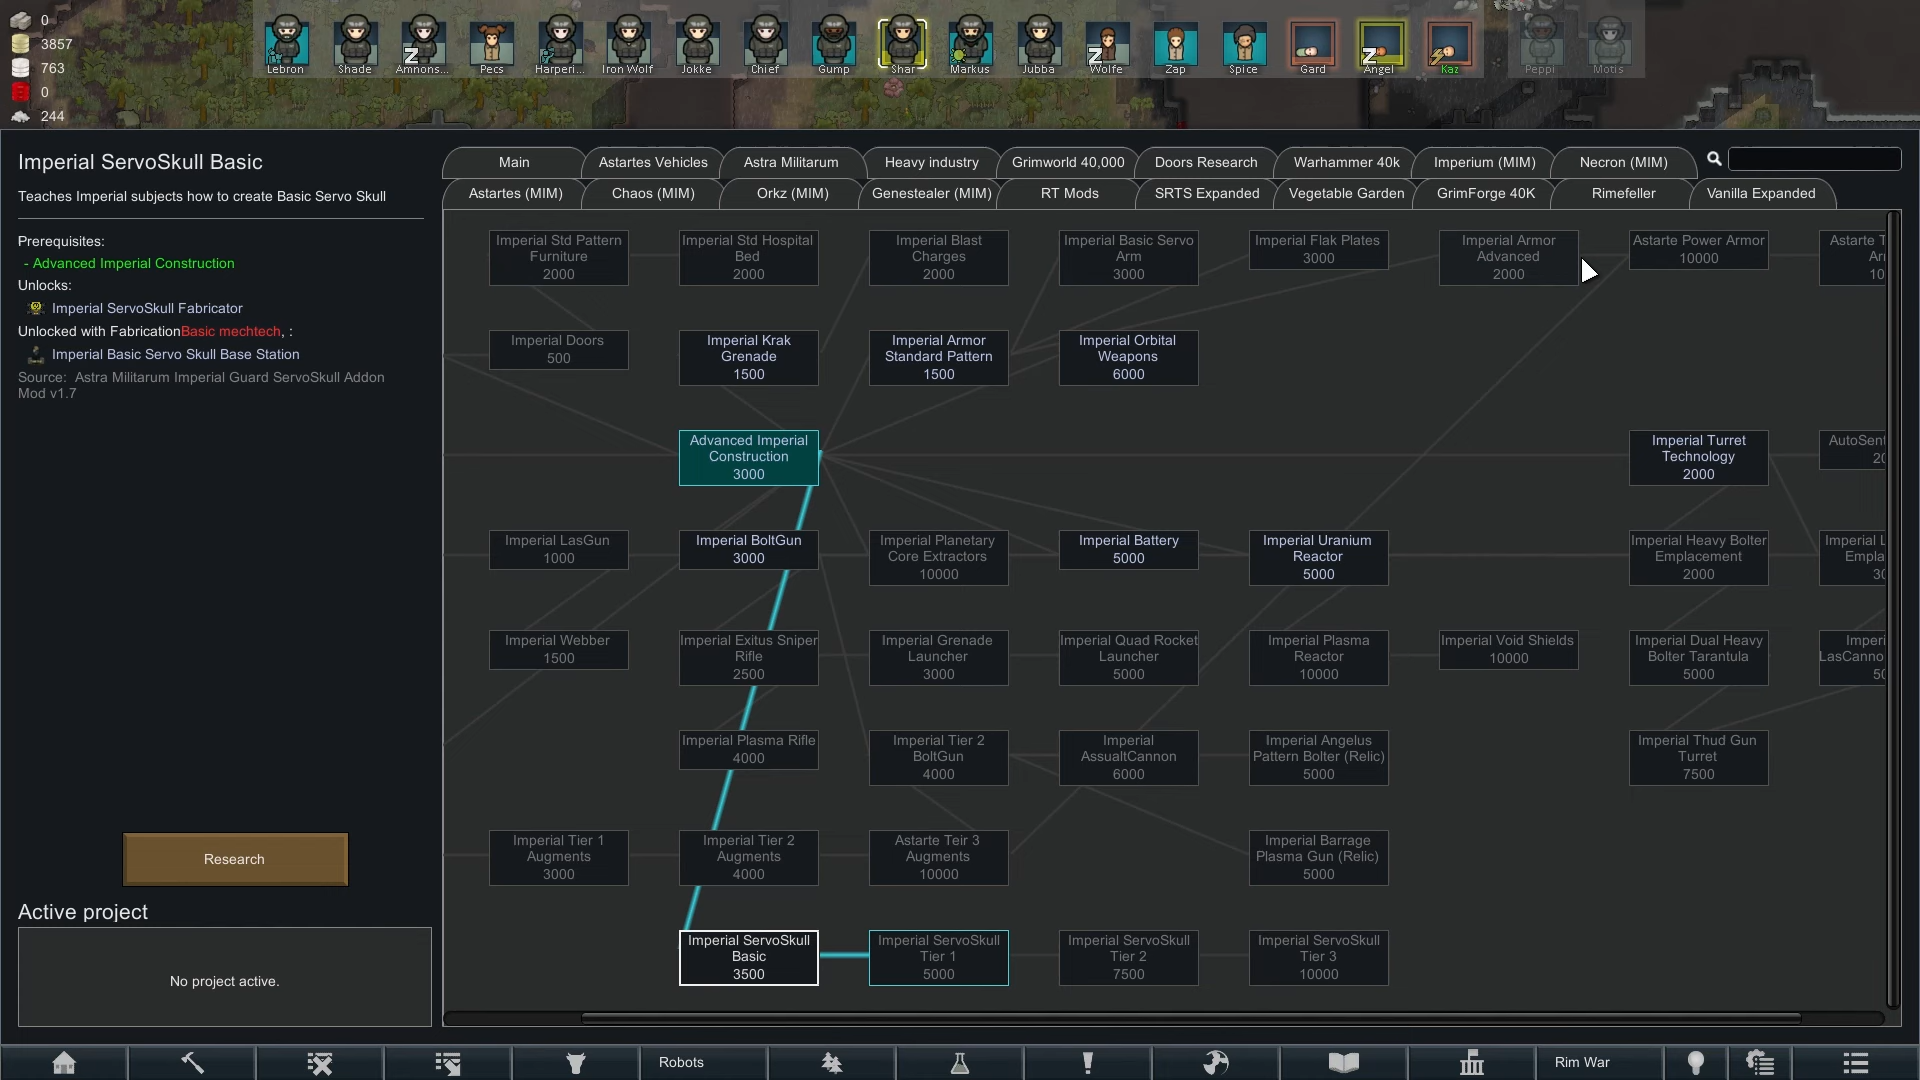 0
3857
763
0
244
Lebron
Shade
Amnons...
Pecs
Harperi...
Iron Wolf
Jokke
Chief
Gump
Shar
Markus
Jubba
Wolfe
Zap
Spice
Gard
Angel
Kaz
Peppi
Motis
Imperial ServoSkull Basic
Teaches Imperial subjects how to create Basic Servo Skull
Prerequisites:
- Advanced Imperial Construction
Unlocks:
Imperial ServoSkull Fabricator
Unlocked with FabricationBasic mechtech, :
Imperial Basic Servo Skull Base Station
Source: Astra Militarum Imperial Guard ServoSkull Addon
Mod v1.7
Research
Active project
No project active.
Main
Astartes Vehicles
Astra Militarum
Heavy industry
Grimworld 40,000
Doors Research
Warhammer 40k
Imperium (MIM)
Necron (MIM)
Astartes (MIM)
Chaos (MIM)
Orkz (MIM)
Genestealer (MIM)
RT Mods
SRTS Expanded
Vegetable Garden
GrimForge 40K
Rimefeller
Vanilla Expanded
Imperial Std Pattern
Furniture
2000
Imperial Std Hospital
Bed
2000
Imperial Blast
Charges
2000
Imperial Basic Servo
Arm
3000
Imperial Flak Plates
3000
Imperial Armor
Advanced
2000
Astarte Power Armor
10000
Astarte T
Ar
10
Imperial Doors
500
Imperial Krak
Grenade
1500
Imperial Armor
Standard Pattern
1500
Imperial Orbital
Weapons
6000
Advanced Imperial
Construction
3000
Imperial Turret
Technology
2000
AutoSent
20
Imperial LasGun
1000
Imperial BoltGun
3000
Imperial Planetary
Core Extractors
10000
Imperial Battery
5000
Imperial Uranium
Reactor
5000
Imperial Heavy Bolter
Emplacement
2000
Imperial L
Empla
30
Imperial Webber
1500
Imperial Exitus Sniper
Rifle
2500
Imperial Grenade
Launcher
3000
Imperial Quad Rocket
Launcher
5000
Imperial Plasma
Reactor
10000
Imperial Void Shields
10000
Imperial Dual Heavy
Bolter Tarantula
5000
Imperi
LasCanno
50
Imperial Plasma Rifle
4000
Imperial Tier 2
BoltGun
4000
Imperial
AssualtCannon
6000
Imperial Angelus
Pattern Bolter (Relic)
5000
Imperial Thud Gun
Turret
7500
Imperial Tier 1
Augments
3000
Imperial Tier 2
Augments
4000
Astarte Teir 3
Augments
10000
Imperial Barrage
Plasma Gun (Relic)
5000
Imperial ServoSkull
Basic
3500
Imperial ServoSkull
Tier 1
5000
Imperial ServoSkull
Tier 2
7500
Imperial ServoSkull
Tier 3
10000
Robots
Rim War